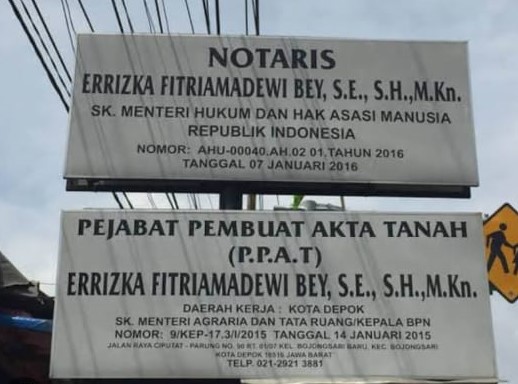 NOTARIS
ERRIZKA FITRIAMADEWI BEY, S.E., S.H.,M.Kn.
SK. MENTERI HUKUM DAN HAK ASASI MANUSIA
REPUBLIK INDONESIA
NOMOR: AHU-00040.AH.02 01.TAHUN 2016
TANGGAL 07 JANUARI 2016
PEJABAT PEMBUAT AKTA TANAH
(P.P.A.T)
ERRIZKA FITRIAMADEWI BEY, S.E., S.H.,M.Kn.
DAERAH KERJA : KOTA DEPOK
SK. MENTERI AGRARIA DAN TATA RUANG/KEPALA BPN
NOMOR: 9/KEP-17.3/I/2015 TANGGAL 14 JANUARI 2015
JALAN RAYA CIPUTAT - PARUNG NO. 90 RT. 01/07 KEL. BOJONGSARI BARU, KEC. BOJONGSARI
KOTA DEPOK 16516 JAWA BARAT
TELP. 021-2921 3881